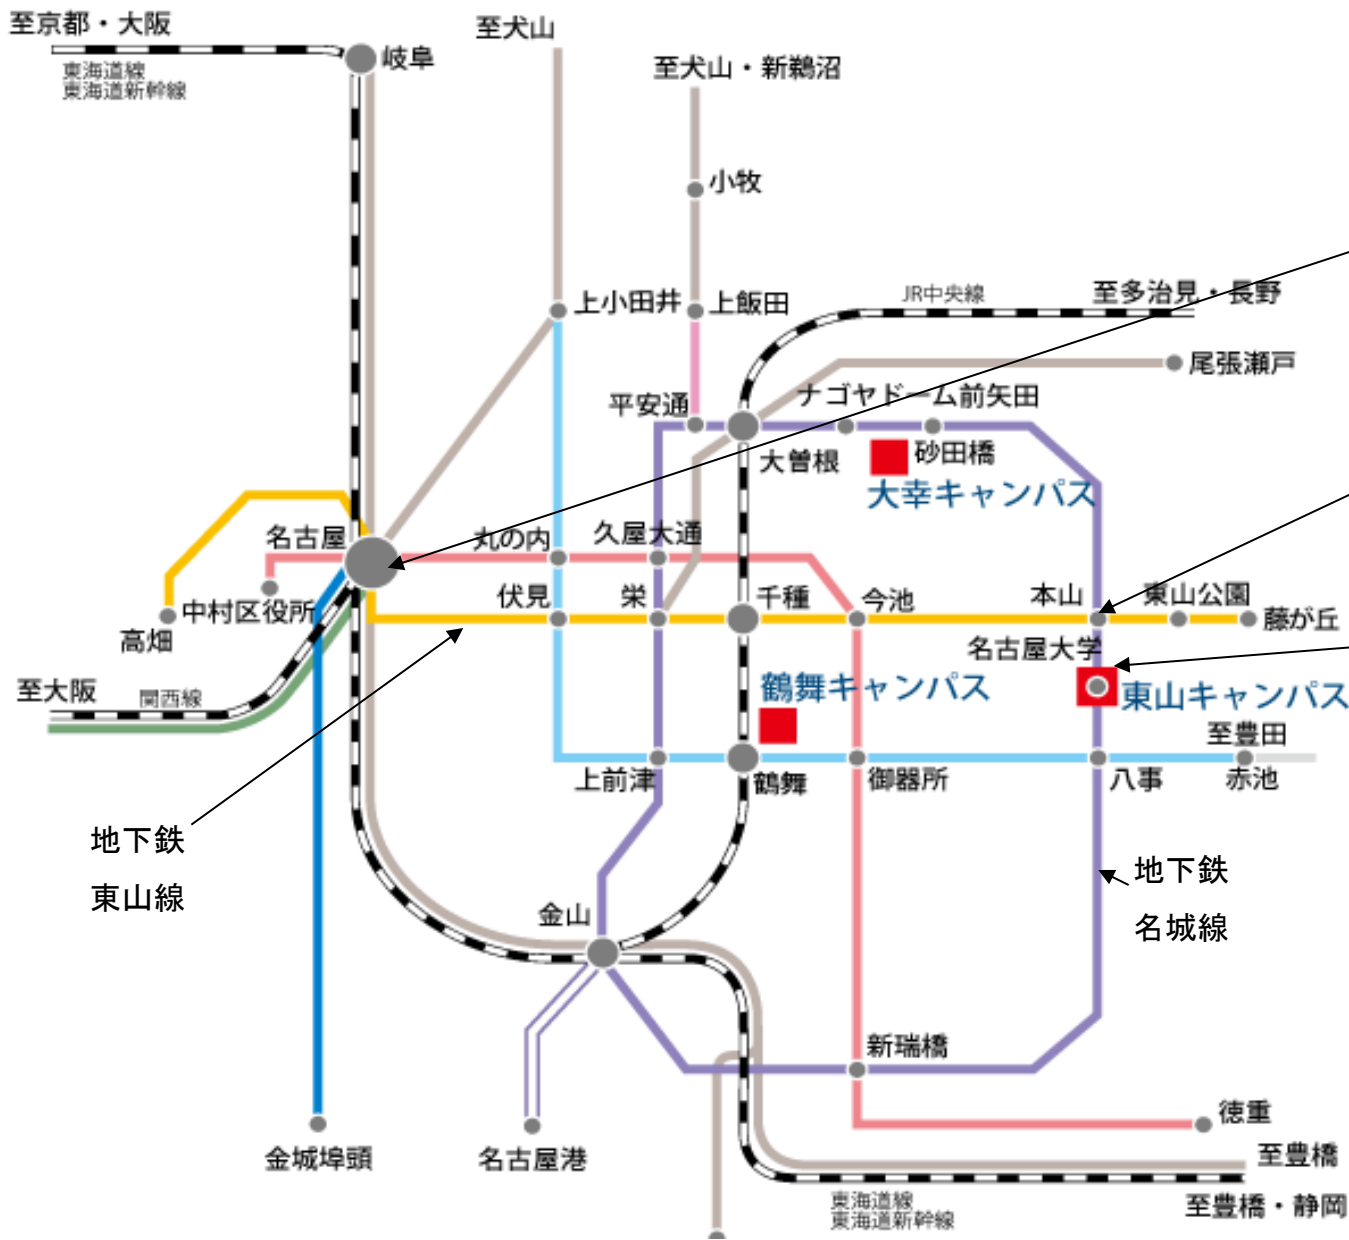 至京都・大阪
東海道線
東海道新幹線
岐阜
至犬山
至犬山・新鵜沼
小牧
上小田井
上飯田
JR中央線
至多治見・長野
尾張瀬戸
平安通
ナゴヤドーム前矢田
大曽根
砂田橋
大幸キャンパス
名古屋
丸の内
久屋大通
中村区役所
高畑
伏見
栄
千種
今池
本山
東山公園
藤が丘
名古屋大学
至大阪
関西線
鶴舞キャンパス
東山キャンパス
至豊田
上前津
鶴舞
御器所
八事
赤池
地下鉄
東山線
地下鉄
名城線
金山
新瑞橋
徳重
金城埠頭
名古屋港
至豊橋
東海道線
東海道新幹線
至豊橋・静岡